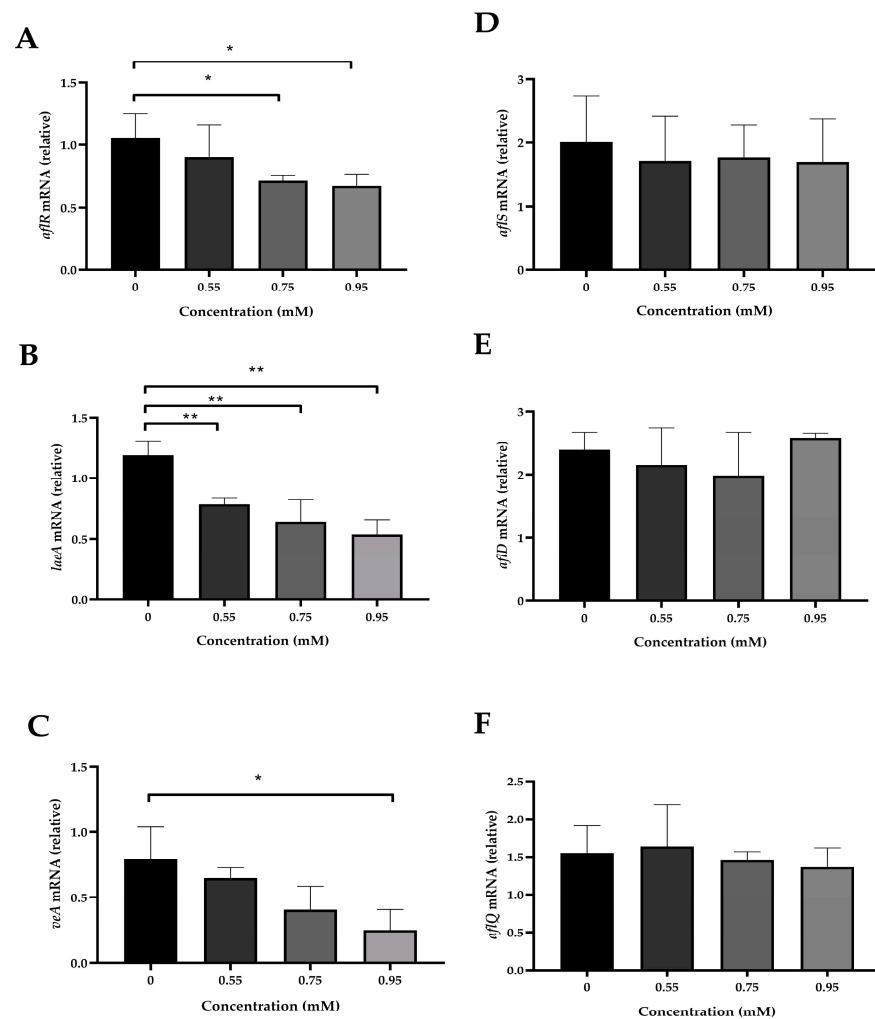 A
*
*
1.5
1.0
0.5
0.0
aflR mRNA (relative)
0 0.55 0.75 0.95
Concentration (mM)
B
**
**
**
1.5
1.0
0.5
0.0
laeA mRNA (relative)
0 0.55 0.75 0.95
Concentration (mM)
C
*
1.5
1.0
0.5
0.0
veA mRNA (relative)
0 0.55 0.75 0.95
Concentration (mM)
D
3
2
1
0
aflS mRNA (relative)
0 0.55 0.75 0.95
Concentration (mM)
E
3
2
2
0
aflD mRNA (relative)
0 0.55 0.75 0.95
Concentration (mM)
F
2.5
2.0
1.5
1.0
0.5
0.0
aflQ mRNA (relative)
0 0.55 0.75 0.95
Concentration (mM)